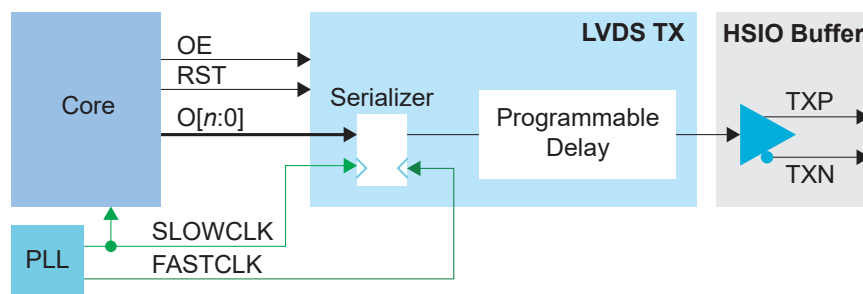 OE
LVDS TX
HSIO Buffer
RST
Core
Serializer
O[n:0]
Programmable
Delay
TXP
TXN
SLOWCLK
PLL
FASTCLK